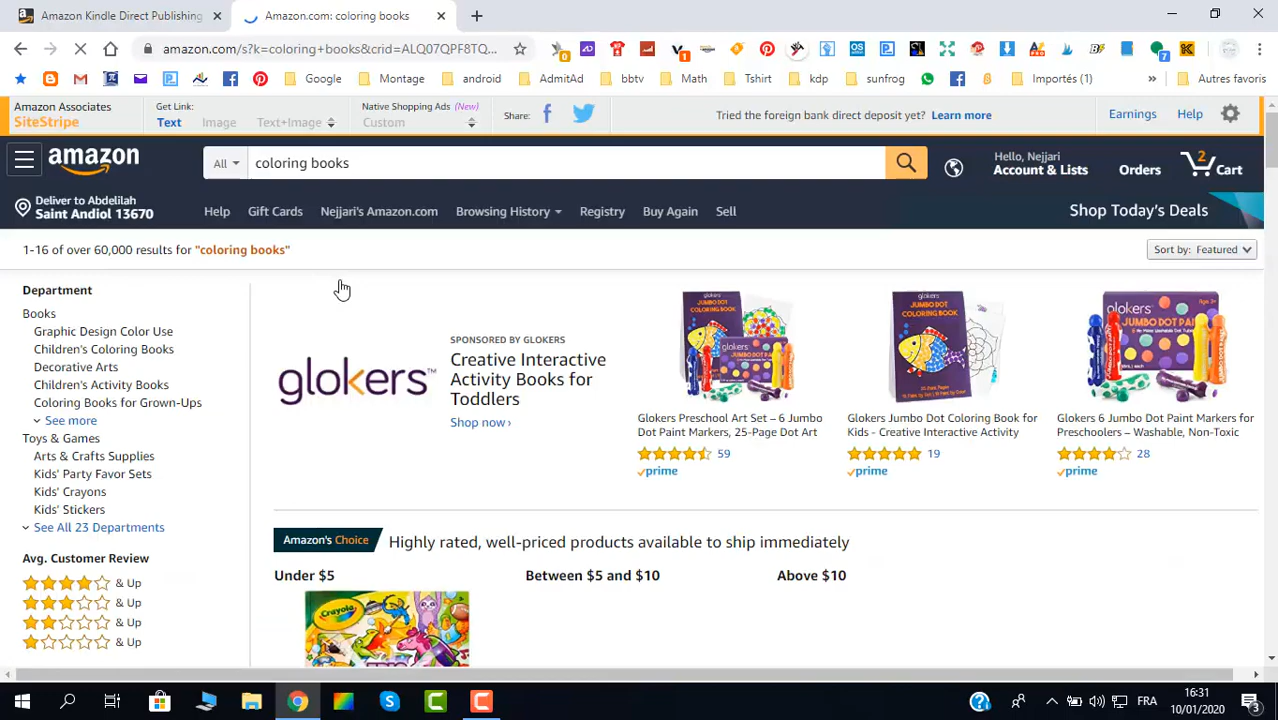 Amazon Kindle Direct Publishing
Amazon.com: coloring books
amazon.com/s?k=coloring+books&crid=ALQ07QPF8TQ...
Google
Montage
android
AdmitAd
bbtv
Math
Tshirt
kdp
sunfrog
Importés (1)
Autres favoris
Amazon Associates
SiteStripe
Get Link:
Text
Image
Text+Image
Native Shopping Ads (New)
Custom
Share:
Tried the foreign bank direct deposit yet? Learn more
Earnings
Help
amazon
All
coloring books
Hello, Nejjari
Account & Lists
Orders
2
Cart
Deliver to Abdelilah
Saint Andiol 13670
Help
Gift Cards
Nejjari's Amazon.com
Browsing History
Registry
Buy Again
Sell
Shop Today's Deals
1-16 of over 60,000 results for "coloring books"
Sort by: Featured
Department
Books
Graphic Design Color Use
Children's Coloring Books
Decorative Arts
Children's Activity Books
Coloring Books for Grown-Ups
See more
Toys & Games
Arts & Crafts Supplies
Kids' Party Favor Sets
Kids' Crayons
Kids' Stickers
See All 23 Departments
Avg. Customer Review
& Up
& Up
& Up
& Up
glokers
SPONSORED BY GLOKERS
Creative Interactive
Activity Books for
Toddlers
Shop now ›
Glokers Preschool Art Set – 6 Jumbo
Dot Paint Markers, 25-Page Dot Art
59
prime
Glokers Jumbo Dot Coloring Book for
Kids - Creative Interactive Activity
19
prime
Glokers 6 Jumbo Dot Paint Markers for
Preschoolers – Washable, Non-Toxic
28
prime
Amazon's Choice
Highly rated, well-priced products available to ship immediately
Under $5
Between $5 and $10
Above $10
Crayola
FRA
16:31
10/01/2020
3